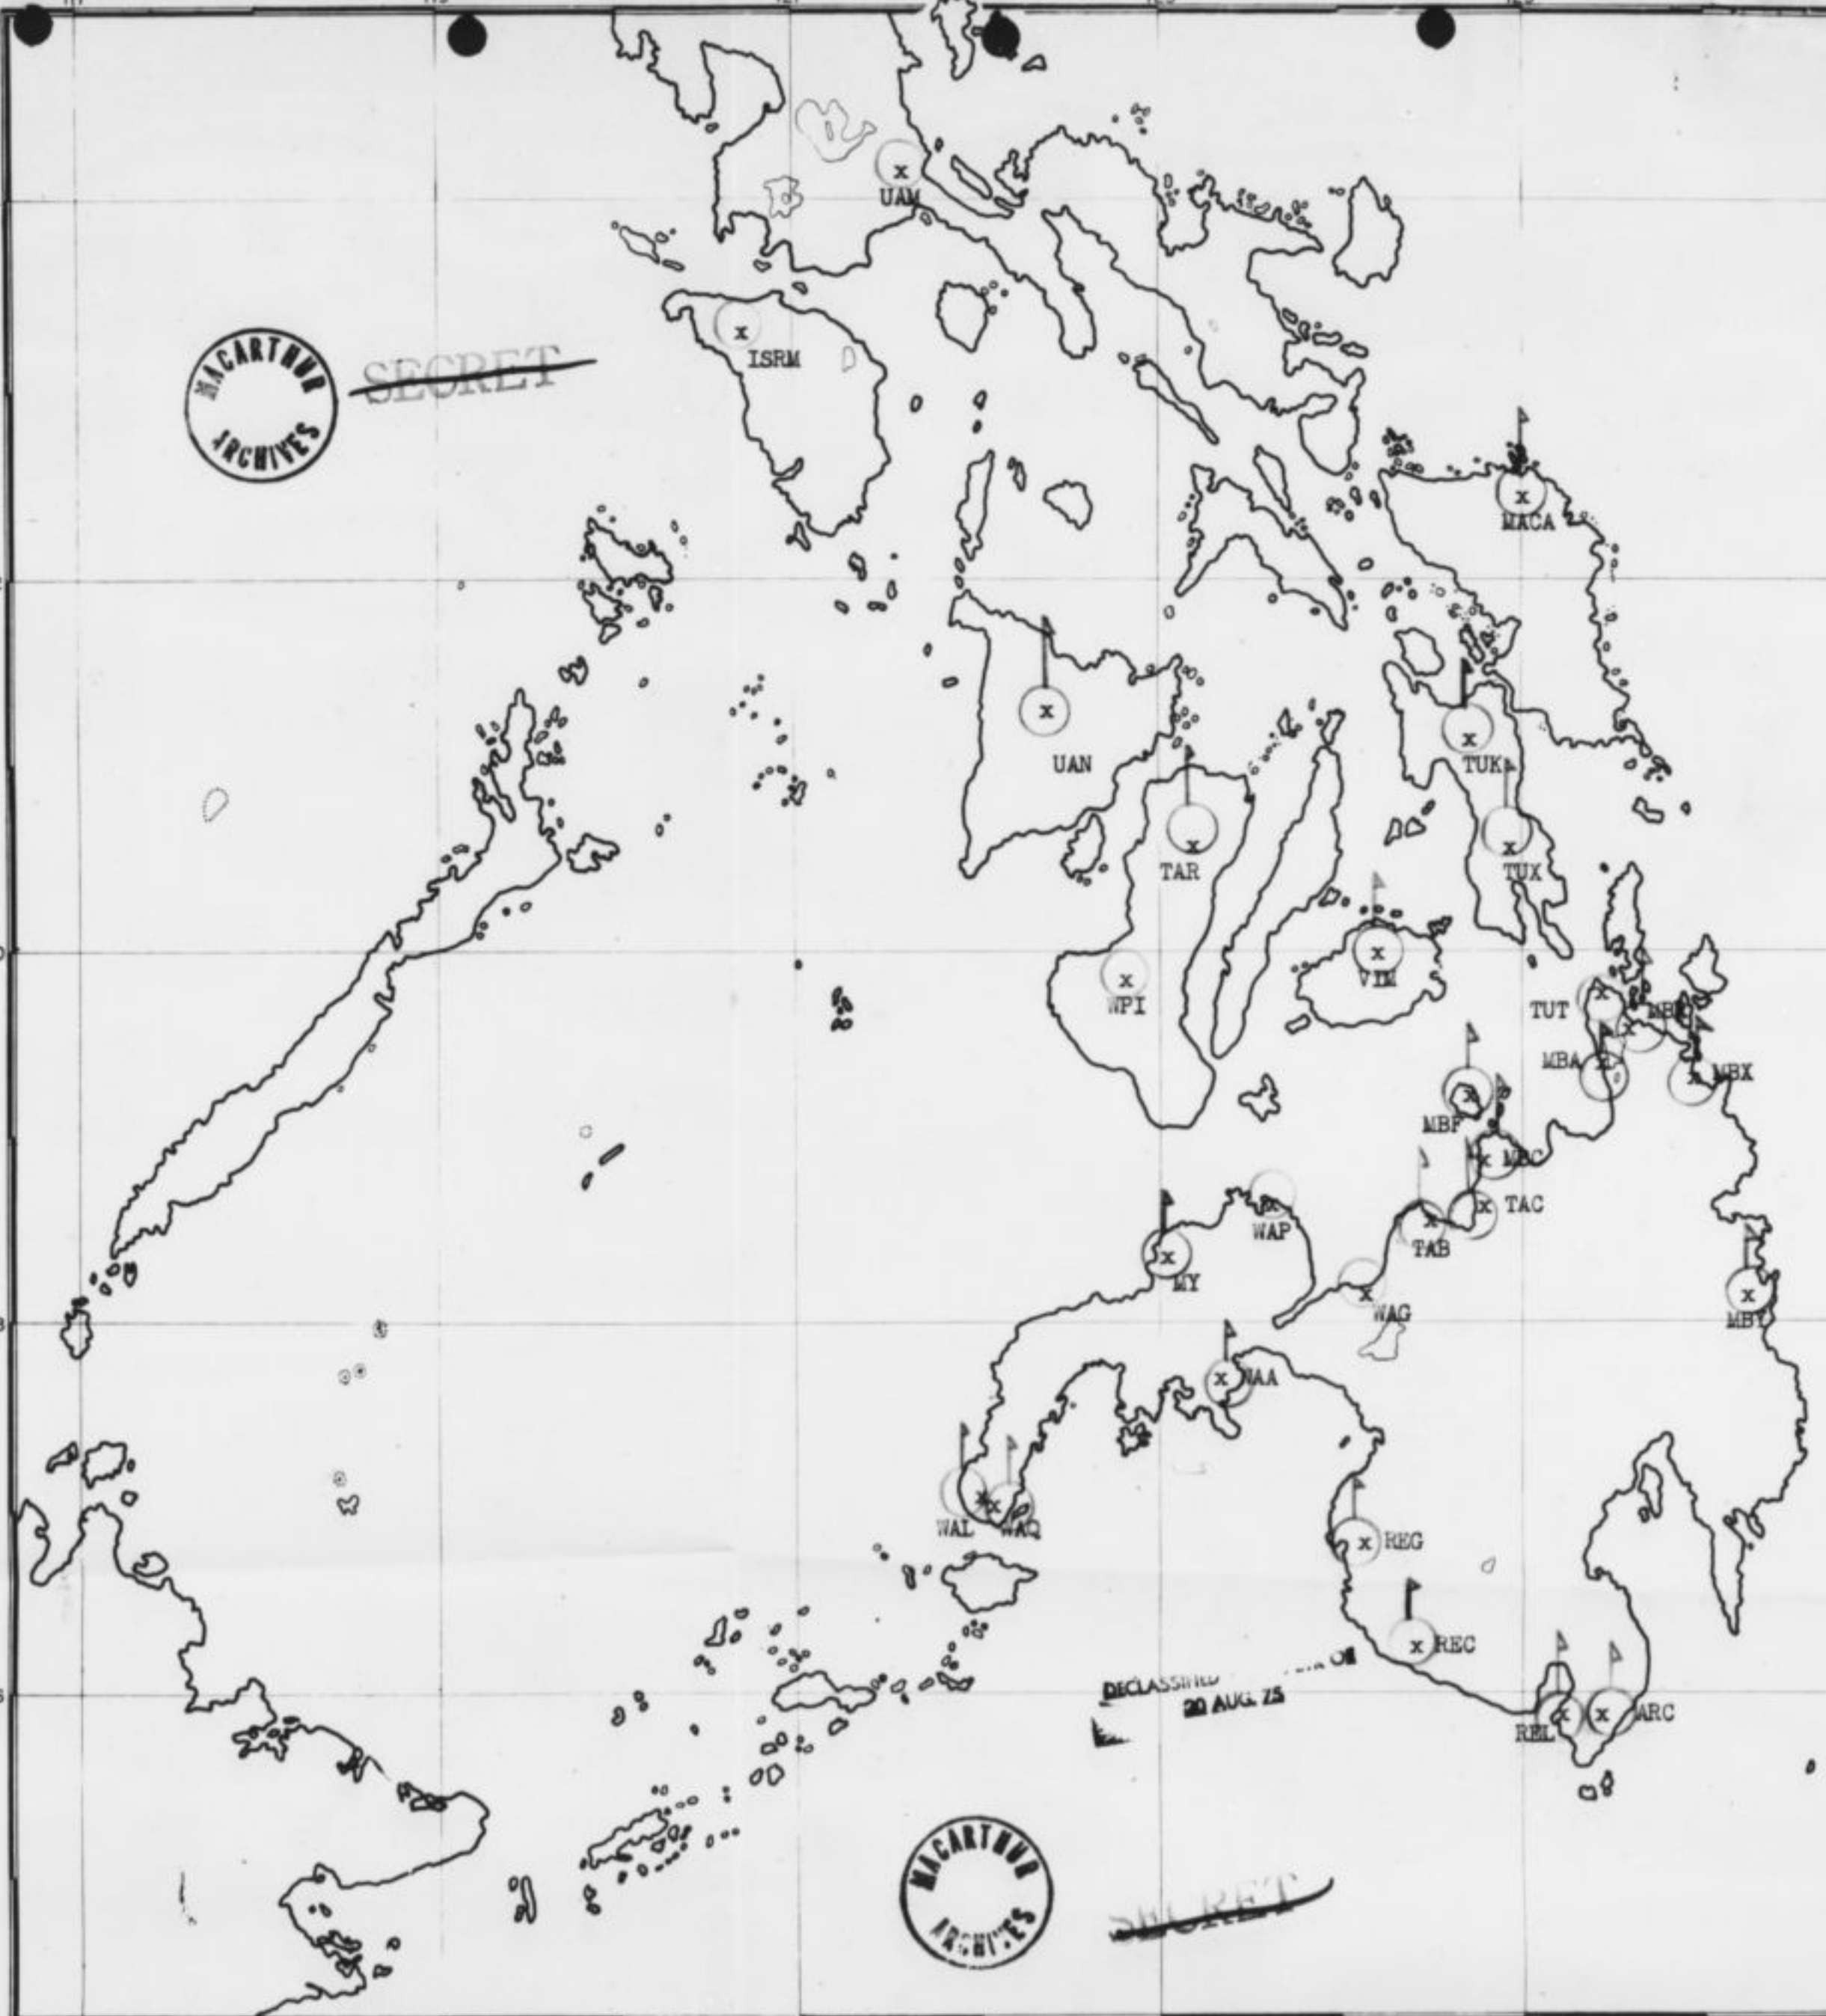 UAM
ISRM
MACARTHUR
ARCHIVES
SECRET
MACA
UAN
TUK
TAR
TUX
VIM
WPI
TUT
MBA
MBX
MBF
MBC
TAC
WAP
TAB
MY
WAG
MBY
WAL
WAQ
REG
REC
DECLASSIFIED
20 AUG. 75
REL
ARC
MACARTHUR
ARCHIVES
SECRET